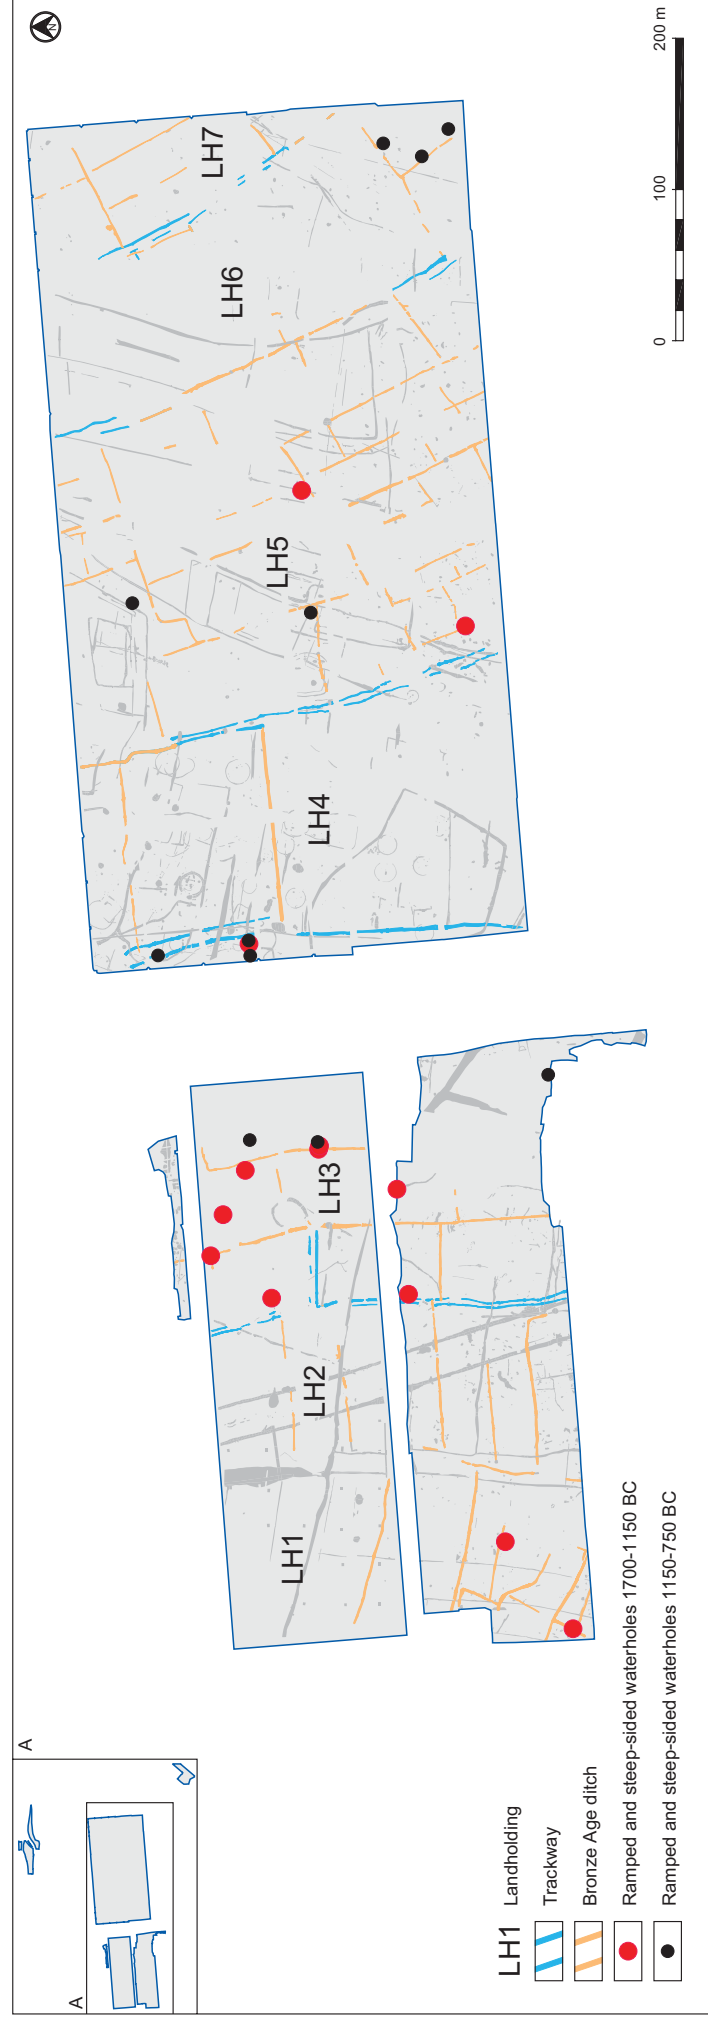 A
A
N
LH1
LH2
LH3
LH4
LH5
LH6
LH7
LH1 Landholding
Trackway
Bronze Age ditch
Ramped and steep-sided waterholes 1700-1150 BC
Ramped and steep-sided waterholes 1150-750 BC
0 100 200 m